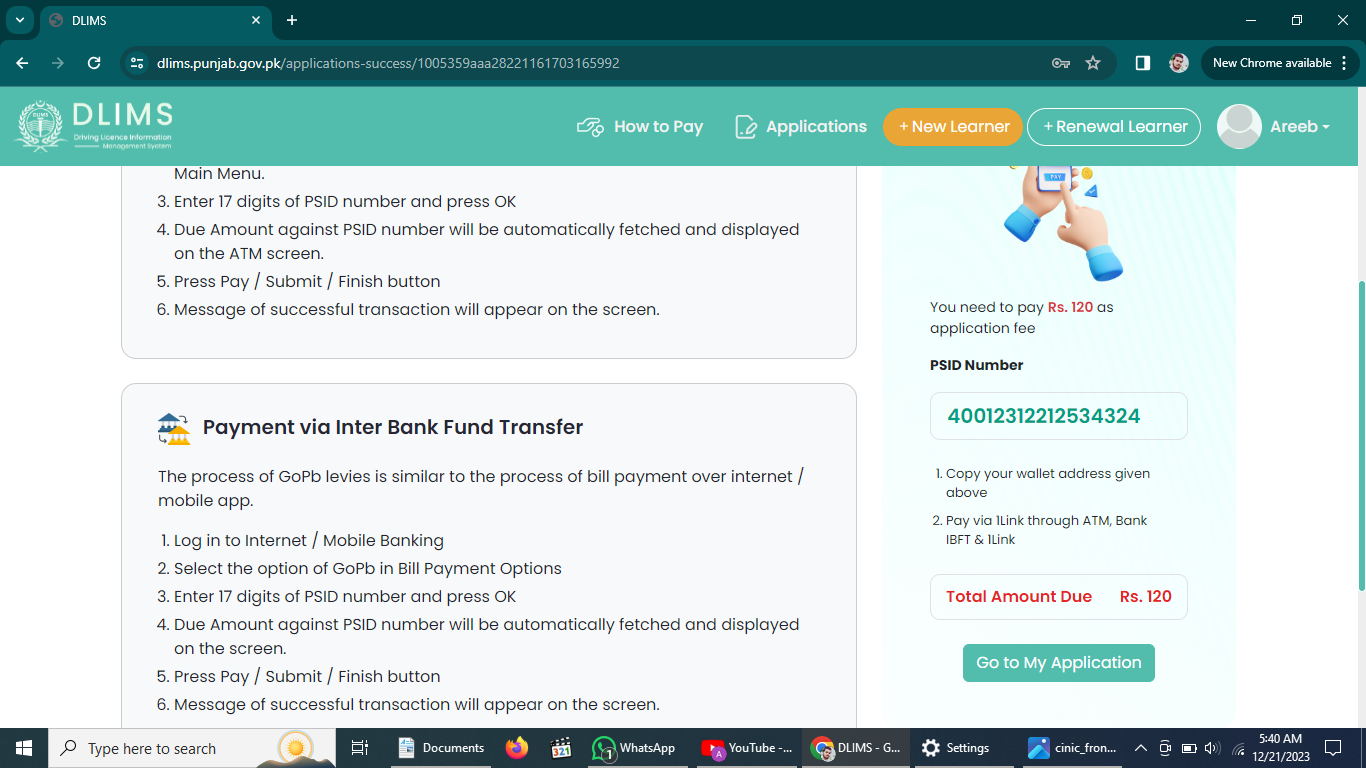 DLIMS
dlims.punjab.gov.pk/applications-success/1005359aaa28221161703165992
New Chrome available
DLIMS
DLIMS
Driving Licence Information
Management System
How to Pay
Applications
+ New Learner
+ Renewal Learner
Areeb
Main Menu.
3. Enter 17 digits of PSID number and press OK
4. Due Amount against PSID number will be automatically fetched and displayed
on the ATM screen.
5. Press Pay / Submit / Finish button
6. Message of successful transaction will appear on the screen.
Payment via Inter Bank Fund Transfer
The process of GoPb levies is similar to the process of bill payment over internet /
mobile app.
1. Log in to Internet / Mobile Banking
2. Select the option of GoPb in Bill Payment Options
3. Enter 17 digits of PSID number and press OK
4. Due Amount against PSID number will be automatically fetched and displayed
on the screen.
5. Press Pay / Submit / Finish button
6. Message of successful transaction will appear on the screen.
PAY
You need to pay Rs. 120 as
application fee
PSID Number
40012312212534324
1. Copy your wallet address given
above
2. Pay via 1Link through ATM, Bank
IBFT & 1Link
Total Amount Due Rs. 120
Go to My Application
Type here to search
Documents
321
1
WhatsApp
A
YouTube -...
DLIMS - G...
Settings
cinic_fron...
5:40 AM
12/21/2023